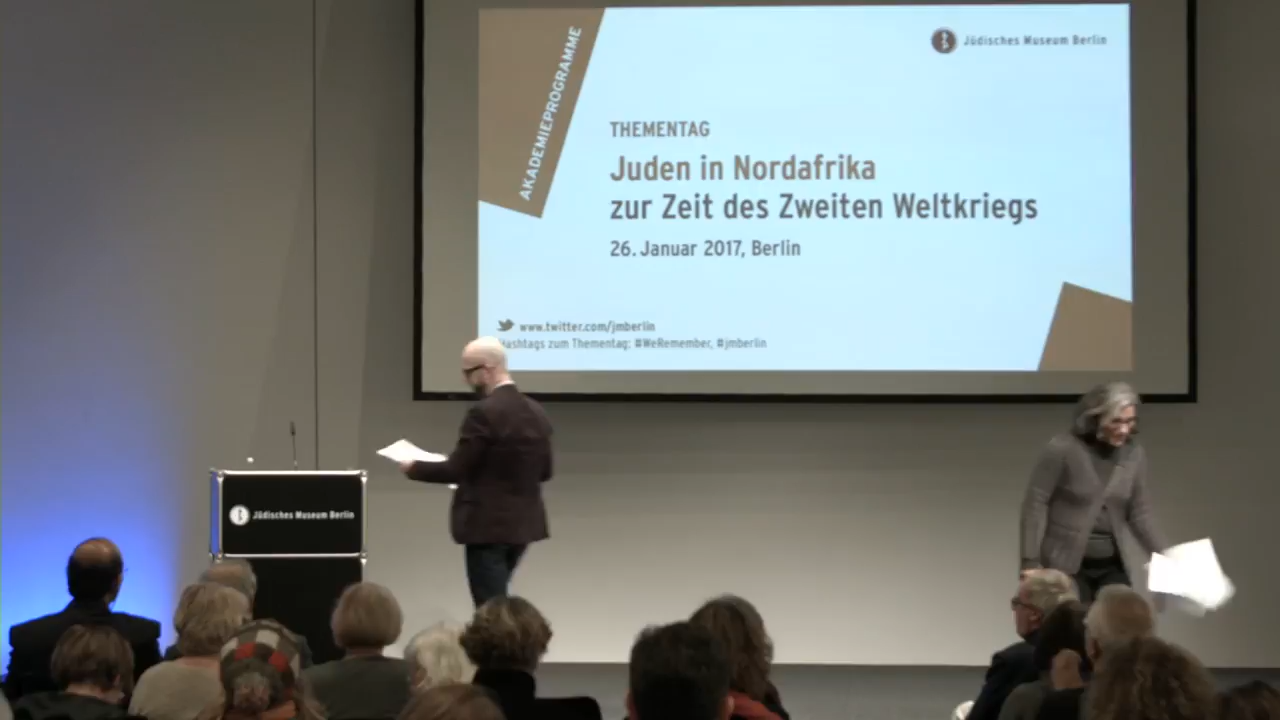 AKADEMIEPROGRAMME
Jüdisches Museum Berlin
THEMENTAG
Juden in Nordafrika
zur Zeit des Zweiten Weltkriegs
26. Januar 2017, Berlin
www.twitter.com/jmberlin
Hashtags zum Thementag: #WeRemember, #jmberlin
Jüdisches Museum Berlin